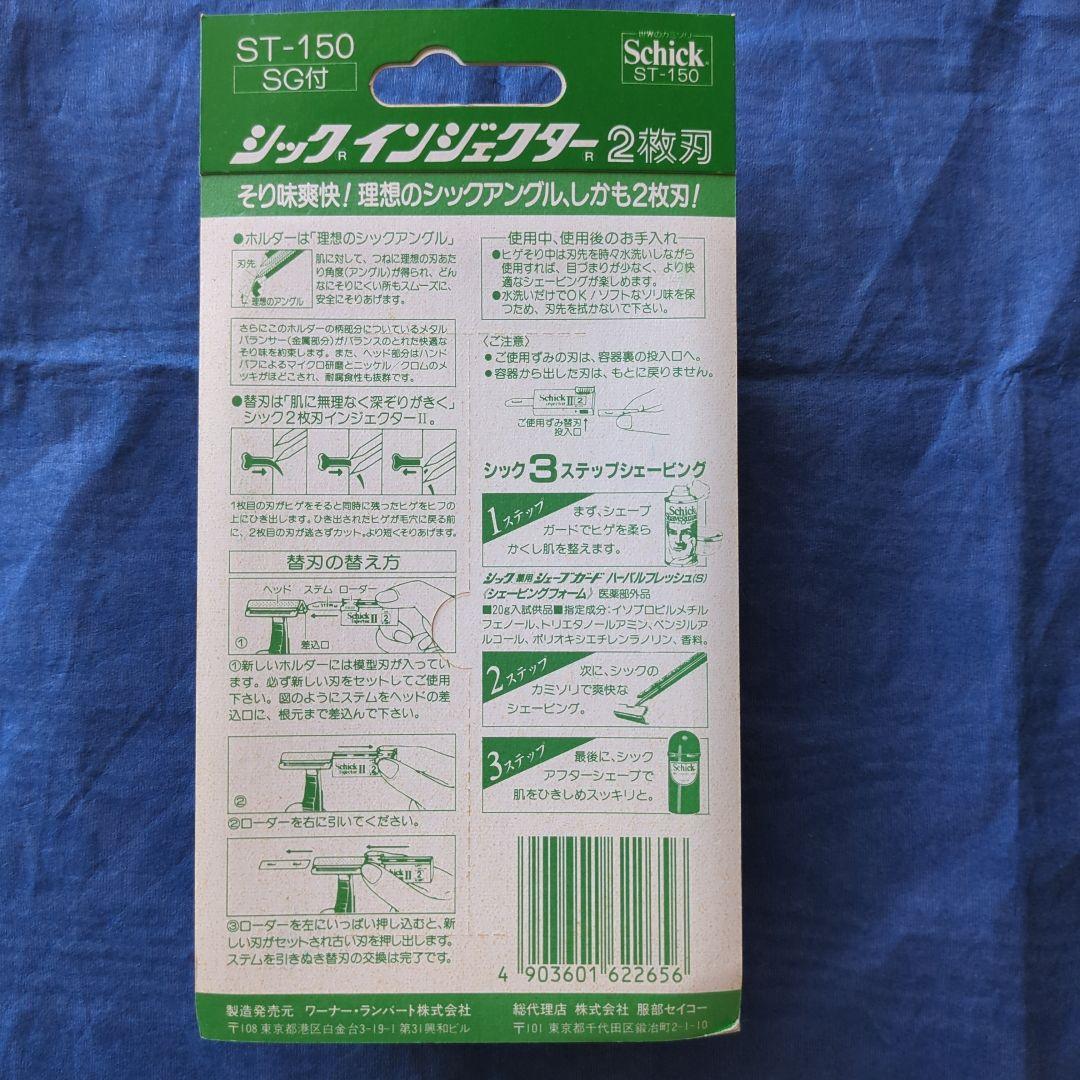 ST-150
SG付
世界のカミソリ
Schick®
ST-150
シック® インジェクター® 2枚刃
そり味爽快!理想のシックアングル、しかも2枚刃!
●ホルダーは「理想のシックアングル」
刃先
理想のアングル
肌に対して、つねに理想の刃あた
り角度(アングル)が得られ、どん
なにそりにくい所もスムーズに、
安全にそりあげます。
さらにこのホルダーの柄部分についているメタル
バランサー(金属部分)がバランスのとれた快適な
そり味を約束します。また、ヘッド部分はハンド
バフによるマイクロ研磨とニッケル/クロムのメ
ッキがほどこされ、耐腐食性も抜群です。
●替刃は「肌に無理なく深ぞりがきく」
シック2枚刃インジェクターII。
1枚目の刃がヒゲをそると同時に残ったヒゲをヒフの
上にひき出します。ひき出されたヒゲが毛穴に戻る前
に、2枚目の刃が逃さずカット。より短くそりあげます。
替刃の替え方
ヘッド ステム ローダー
Schick
Injector II 2
① 差込口
①新しいホルダーには模型刃が入ってい
ます。必ず新しい刃をセットしてご使用
下さい。図のようにステムをヘッドの差
込口に、根元まで差込んで下さい。
Schick
Injector II 2
②
②ローダーを右に引いてください。
chick
II 2
③ローダーを左にいっぱい押し込むと、新
しい刃がセットされ古い刃を押し出します。
ステムを引きぬき替刃の交換は完了です。
使用中、使用後のお手入れ
●ヒゲそり中は刃先を時々水洗いしながら
使用すれば、目づまりが少なく、より快
適なシェービングが楽しめます。
●水洗いだけでOK!ソフトなソリ味を保
つため、刃先を拭かないで下さい。
〈ご注意〉
●ご使用ずみの刃は、容器裏の投入口へ。
●容器から出した刃は、もとに戻りません。
Schick
Injector II 2
ご使用ずみ替刃
投入口
シック3ステップシェービング
1ステップ
まず、シェーブ
ガードでヒゲを柔ら
かくし肌を整えます。
Schick
シック薬用シェーブガード ハーバルフレッシュ(S)
〈シェービングフォーム〉医薬部外品
■20g入試供品■指定成分:イソプロピルメチル
フェノール、トリエタノールアミン、ベンジルア
ルコール、ポリオキシエチレンラノリン、香料。
2ステップ
次に、シックの
カミソリで爽快な
シェービング。
3ステップ
最後に、シック
アフターシェーブで
肌をひきしめスッキリと。
Schick
4 903601 622656
製造発売元 ワーナー・ランバート株式会社
〒108 東京都港区白金台3-19-1 第31興和ビル
総代理店 株式会社 服部セイコー
〒101 東京都千代田区鍛冶町2-1-10